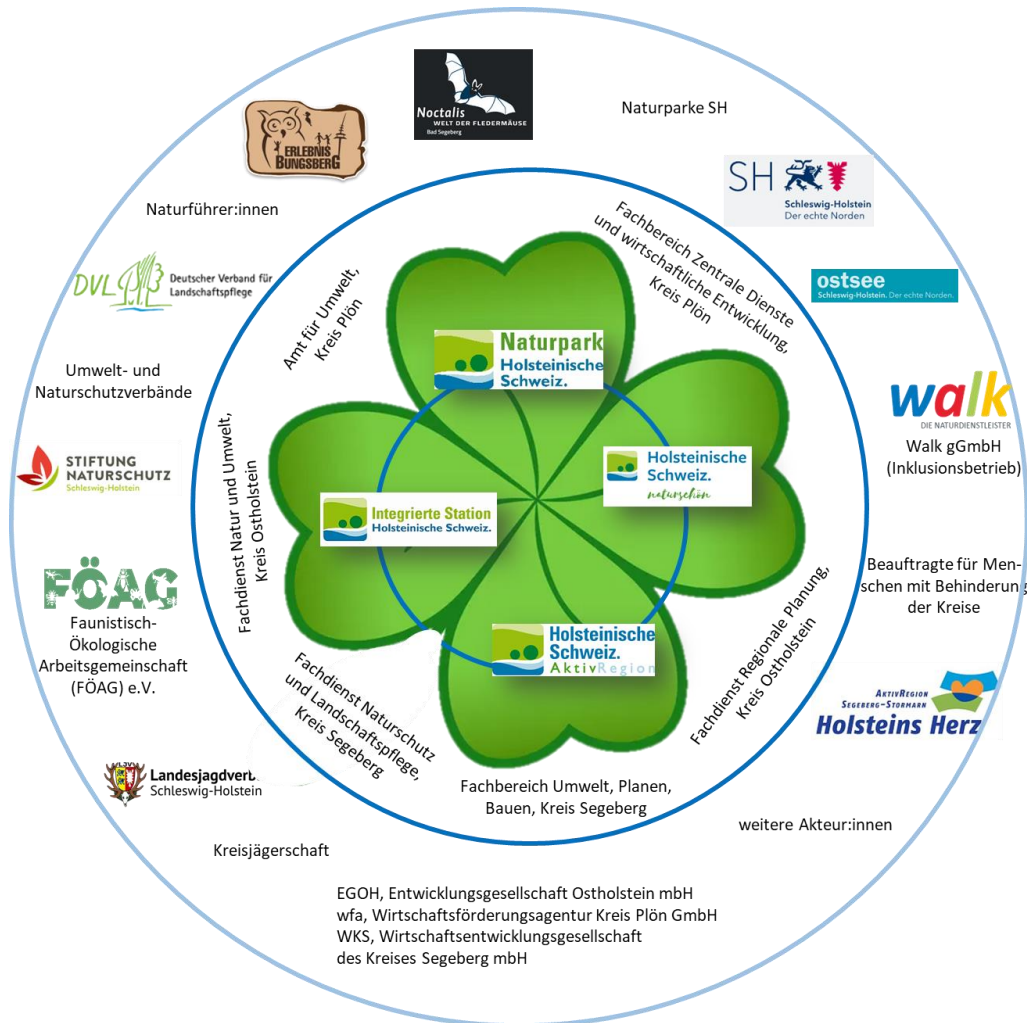 Noctalis
WELT DER FLEDERMÄUSE
Bad Segeberg
Naturparke SH
ERLEBNIS
BUNGSBERG
SH
Schleswig-Holstein
Der echte Norden
Naturführer:innen
Fachbereich Zentrale Dienste
und wirtschaftliche Entwicklung,
Kreis Plön
Amt für Umwelt,
Kreis Plön
DVL
Deutscher Verband für
Landschaftspflege
ostsee
Schleswig-Holstein. Der echte Norden.
Naturpark
Holsteinische
Schweiz.
Umwelt- und
Naturschutzverbände
walk
DIE NATURDIENSTLEISTER
Walk gGmbH
(Inklusionsbetrieb)
STIFTUNG
NATURSCHUTZ
Schleswig-Holstein
Fachdienst Natur und Umwelt,
Kreis Ostholstein
Holsteinische
Schweiz.
naturschön
Integrierte Station
Holsteinische Schweiz.
FÖAG
Faunistisch-
Ökologische
Arbeitsgemeinschaft
(FÖAG) e.V.
Beauftragte für Men-
schen mit Behinderung
der Kreise
Holsteinische
Schweiz.
AktivRegion
Fachdienst Regionale Planung,
Kreis Ostholstein
Fachdienst Naturschutz
und Landschaftspflege,
Kreis Segeberg
AKTIVREGION
SEGEBERG-STORMARN
Holsteins Herz
Landesjagdverb
Schleswig-Holstein
Fachbereich Umwelt, Planen,
Bauen, Kreis Segeberg
weitere Akteur:innen
Kreisjägerschaft
EGOH, Entwicklungsgesellschaft Ostholstein mbH
wfa, Wirtschaftsförderungsagentur Kreis Plön GmbH
WKS, Wirtschaftsentwicklungsgesellschaft
des Kreises Segeberg mbH